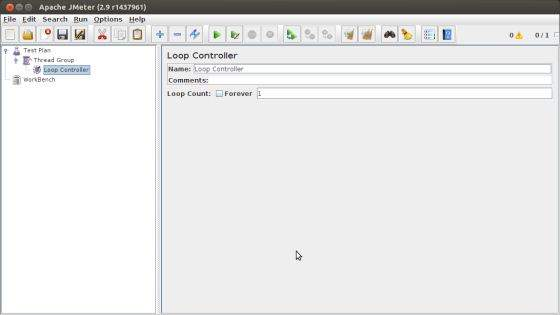 Apache JMeter (2.9 r1437961)
File Edit Search Run Options Help
0 0 / 1
Test Plan
Thread Group
Loop Controller
WorkBench
Loop Controller
Name: Loop Controller
Comments:
Loop Count: Forever 1